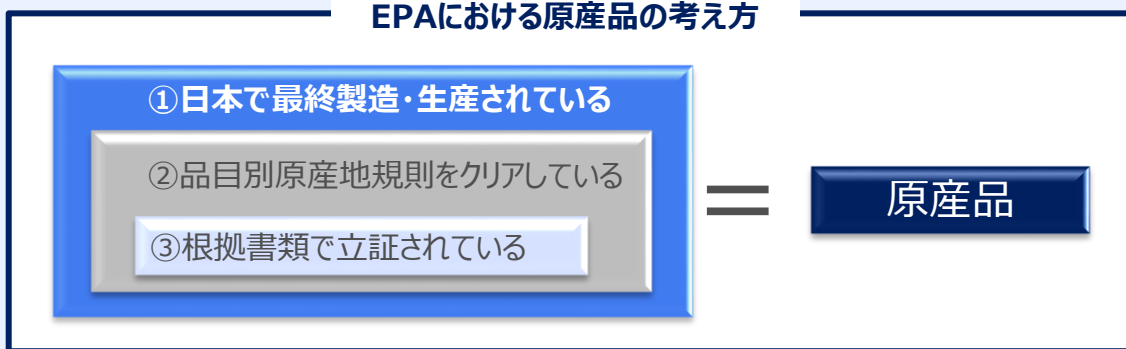 EPAにおける原産品の考え方
①日本で最終製造・生産されている
②品目別原産地規則をクリアしている
③根拠書類で立証されている
＝
原産品